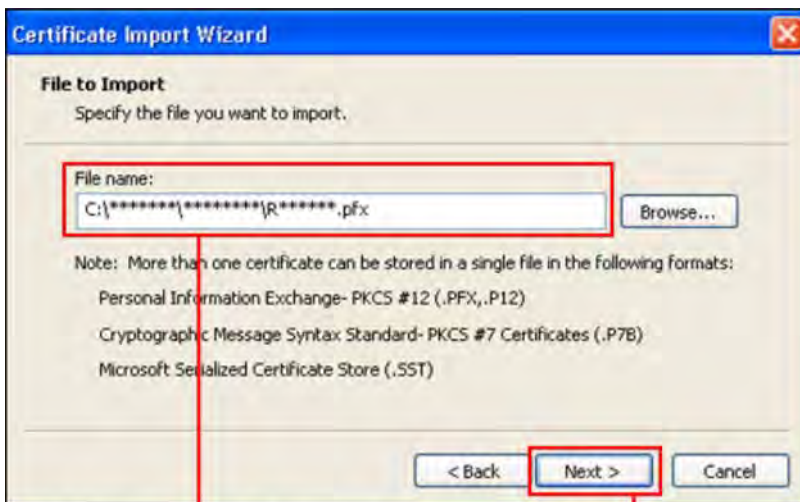 Certificate Import Wizard
File to Import
Specify the file you want to import.
File name:
C:\*******\********\R******.pfx
Browse...
Note: More than one certificate can be stored in a single file in the following formats:
Personal Information Exchange- PKCS #12 (.PFX,.P12)
Cryptographic Message Syntax Standard- PKCS #7 Certificates (.P7B)
Microsoft Serialized Certificate Store (.SST)
< Back Next > Cancel